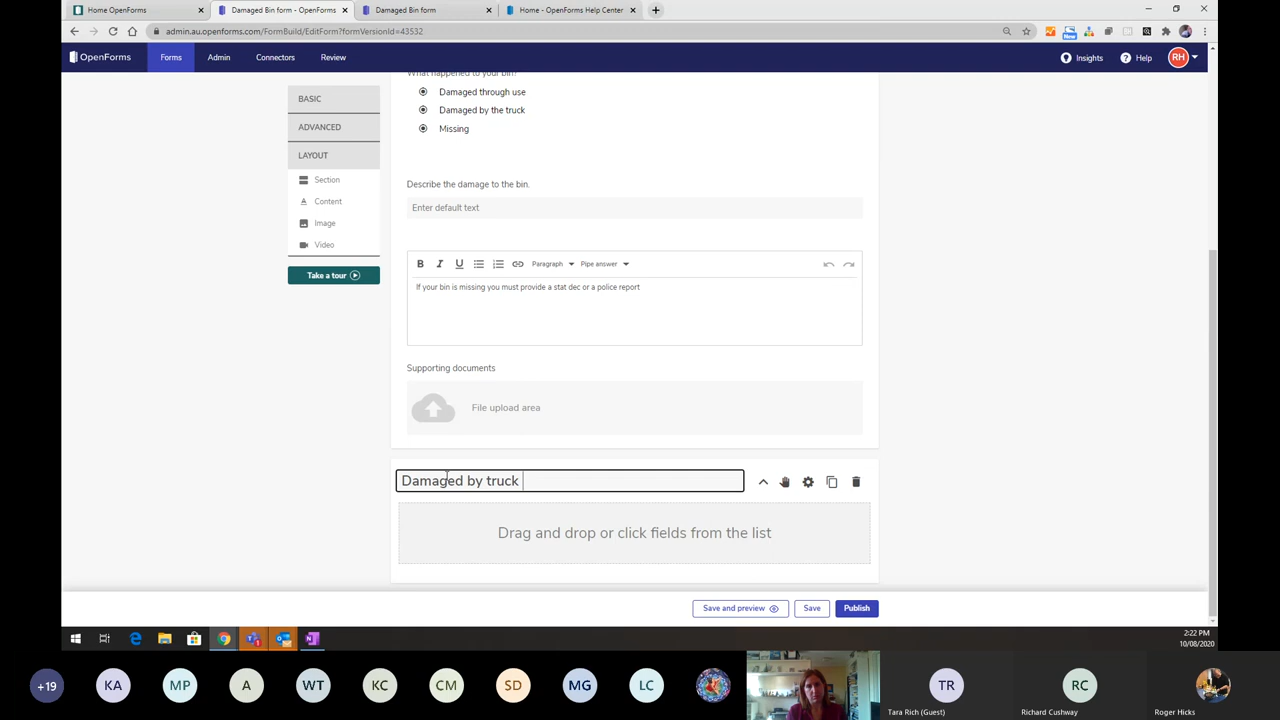 Home OpenForms
Damaged Bin form - OpenForms
Damaged Bin form
Home - OpenForms Help Center
admin.au.openforms.com/FormBuild/EditForm?formVersionId=43532
New
OpenForms
Forms
Admin
Connectors
Review
Insights
Help
RH
What happened to your bin?
BASIC
Damaged through use
Damaged by the truck
ADVANCED
Missing
LAYOUT
Section
Content
Image
Video
Take a tour
Describe the damage to the bin.
Enter default text
B I U
Paragraph
Pipe answer
If your bin is missing you must provide a stat dec or a police report
Supporting documents
File upload area
Damaged by truck
Drag and drop or click fields from the list
Save and preview
Save
Publish
2:22 PM
10/08/2020
+19
KA
MP
A
WT
KC
CM
SD
MG
LC
TR
RC
Tara Rich (Guest)
Richard Cushway
Roger Hicks